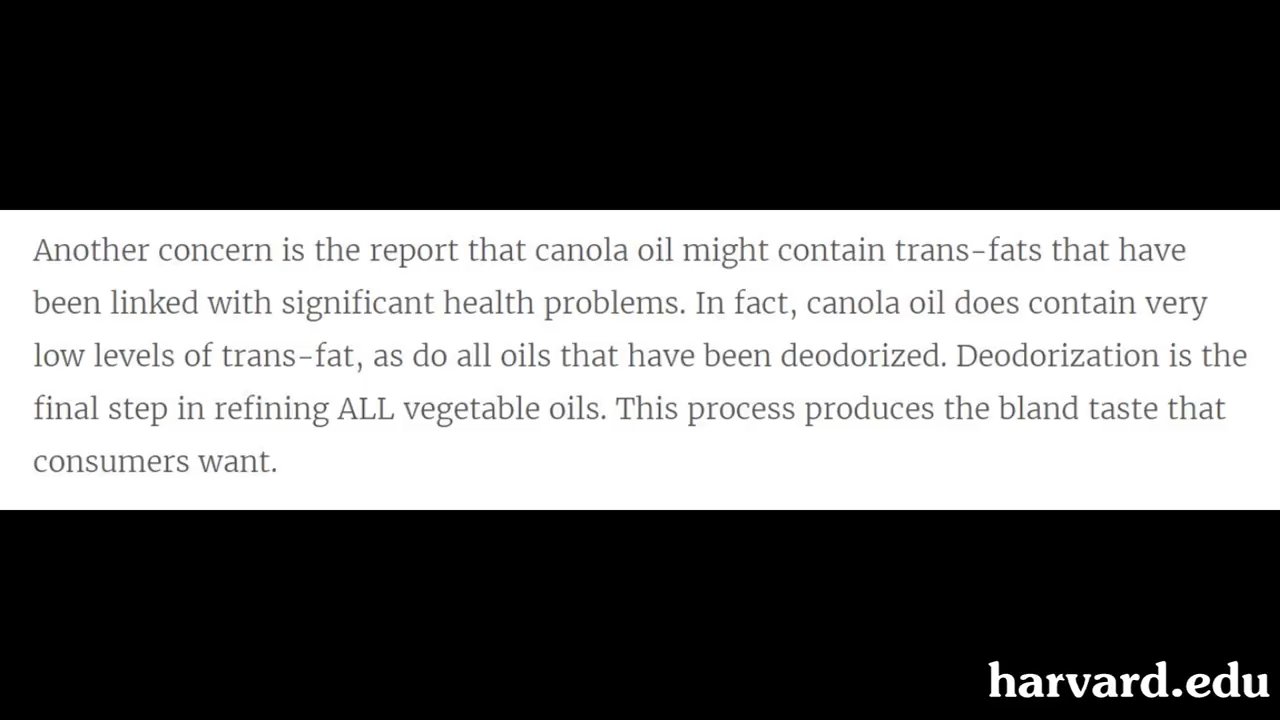 Another concern is the report that canola oil might contain trans-fats that have
been linked with significant health problems. In fact, canola oil does contain very
low levels of trans-fat, as do all oils that have been deodorized. Deodorization is the
final step in refining ALL vegetable oils. This process produces the bland taste that
consumers want.
harvard.edu